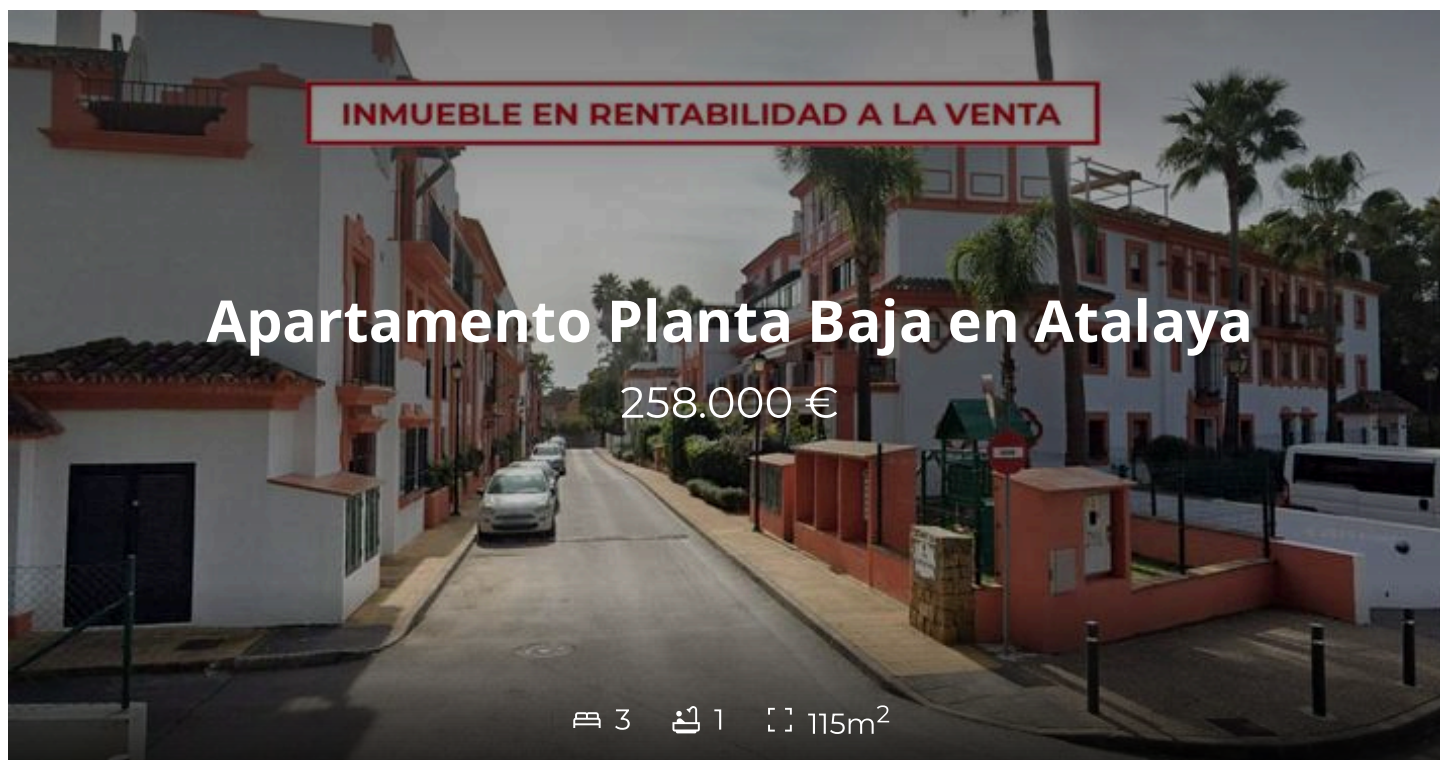 INMUEBLE EN RENTABILIDAD A LA VENTA
Apartamento Planta Baja en Atalaya
258.000 €
3 1 115m²